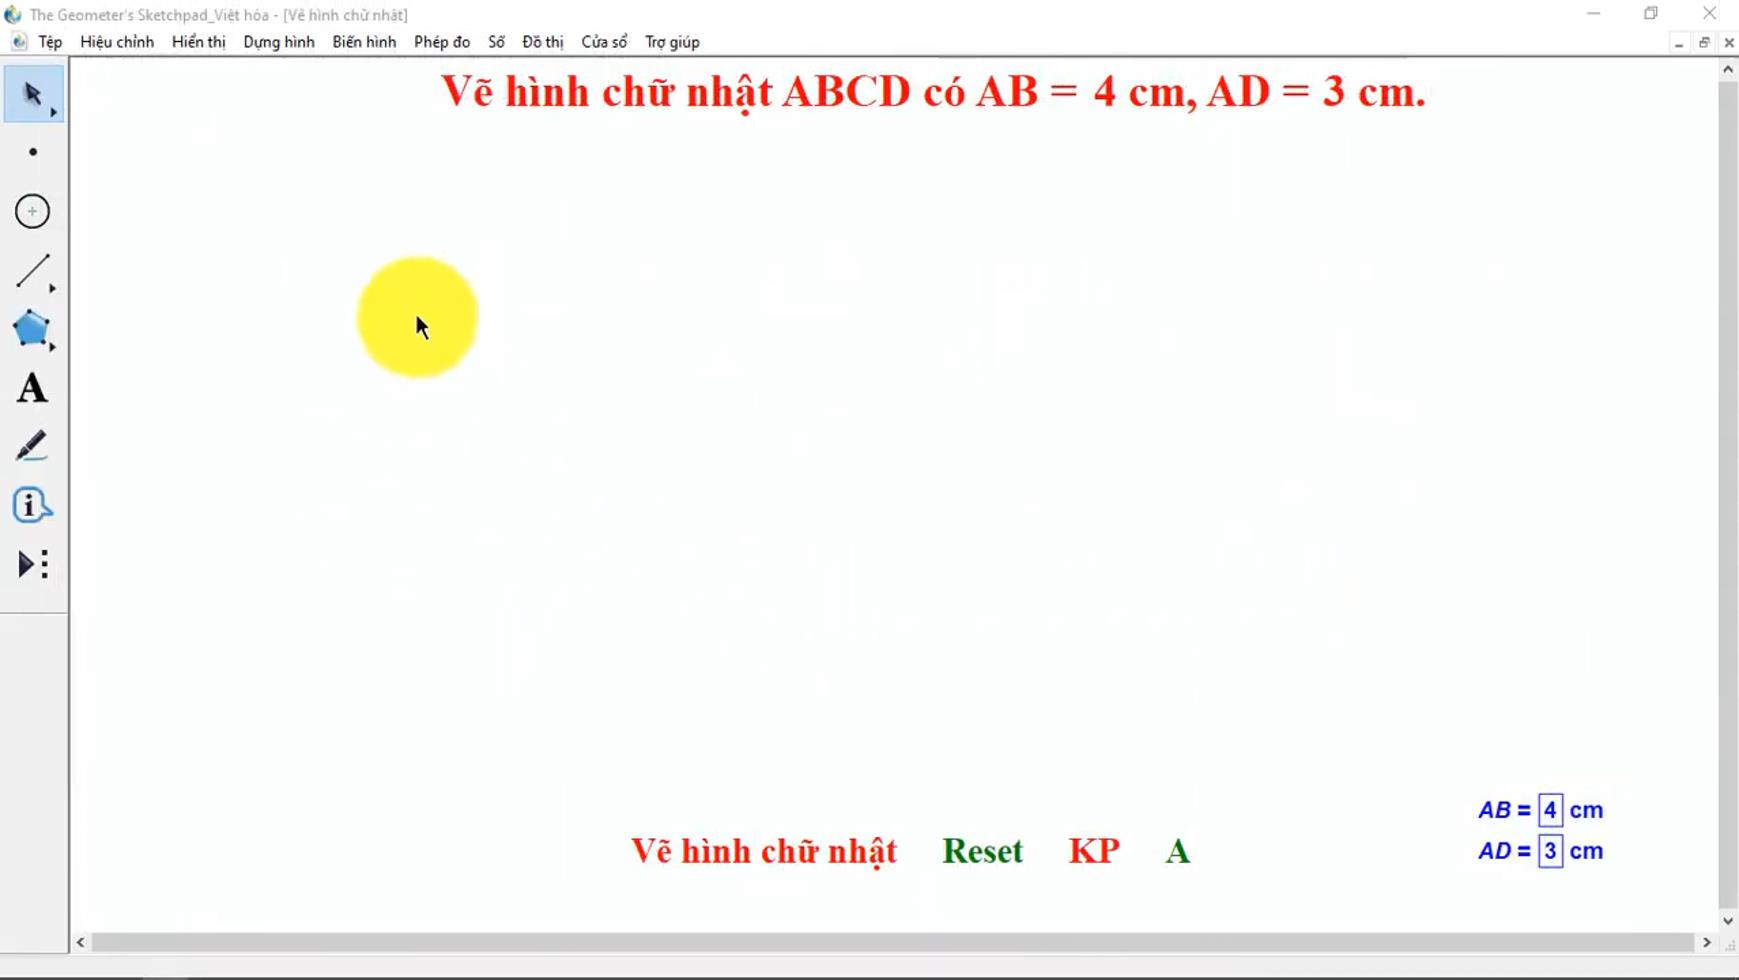 The Geometer's Sketchpad_Việt hóa - [Vẽ hình chữ nhật]
Tệp Hiệu chỉnh Hiển thị Dựng hình Biến hình Phép đo Số Đồ thị Cửa sổ Trợ giúp
Vẽ hình chữ nhật ABCD có AB = 4 cm, AD = 3 cm.
A
i
AB = 4 cm
Vẽ hình chữ nhật Reset KP A
AD = 3 cm